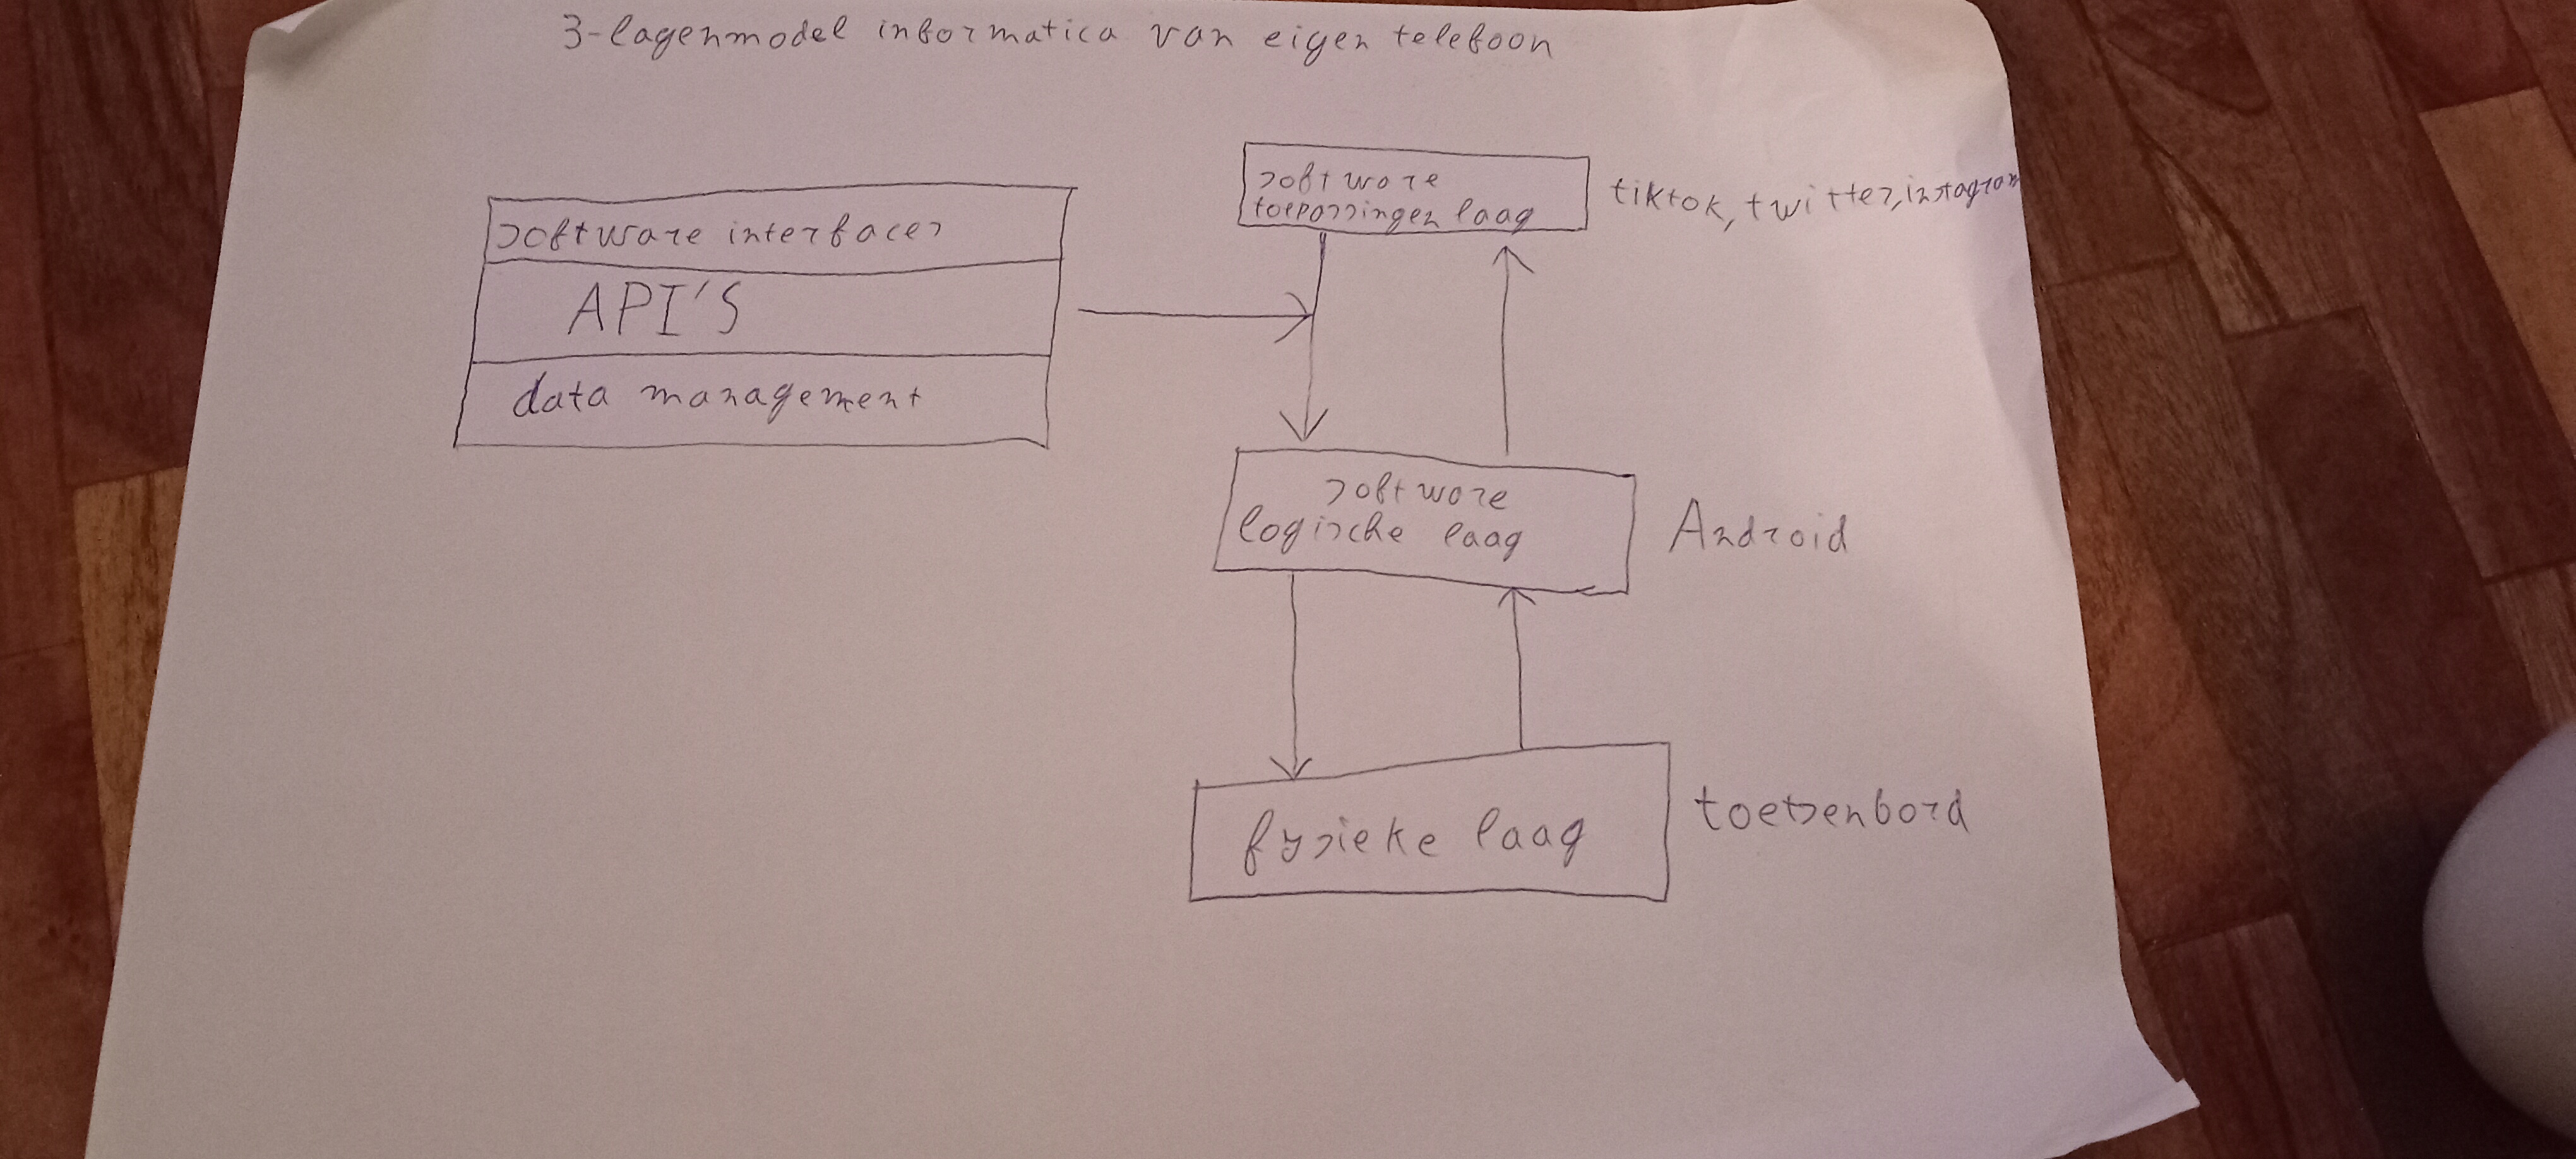 3-lagenmodel informatica van eigen telefoon
software interfaces
API'S
data management
software
toepassingen laag
tiktok, twitter, instagram
software
logische laag
Android
fysieke laag
toetsenbord